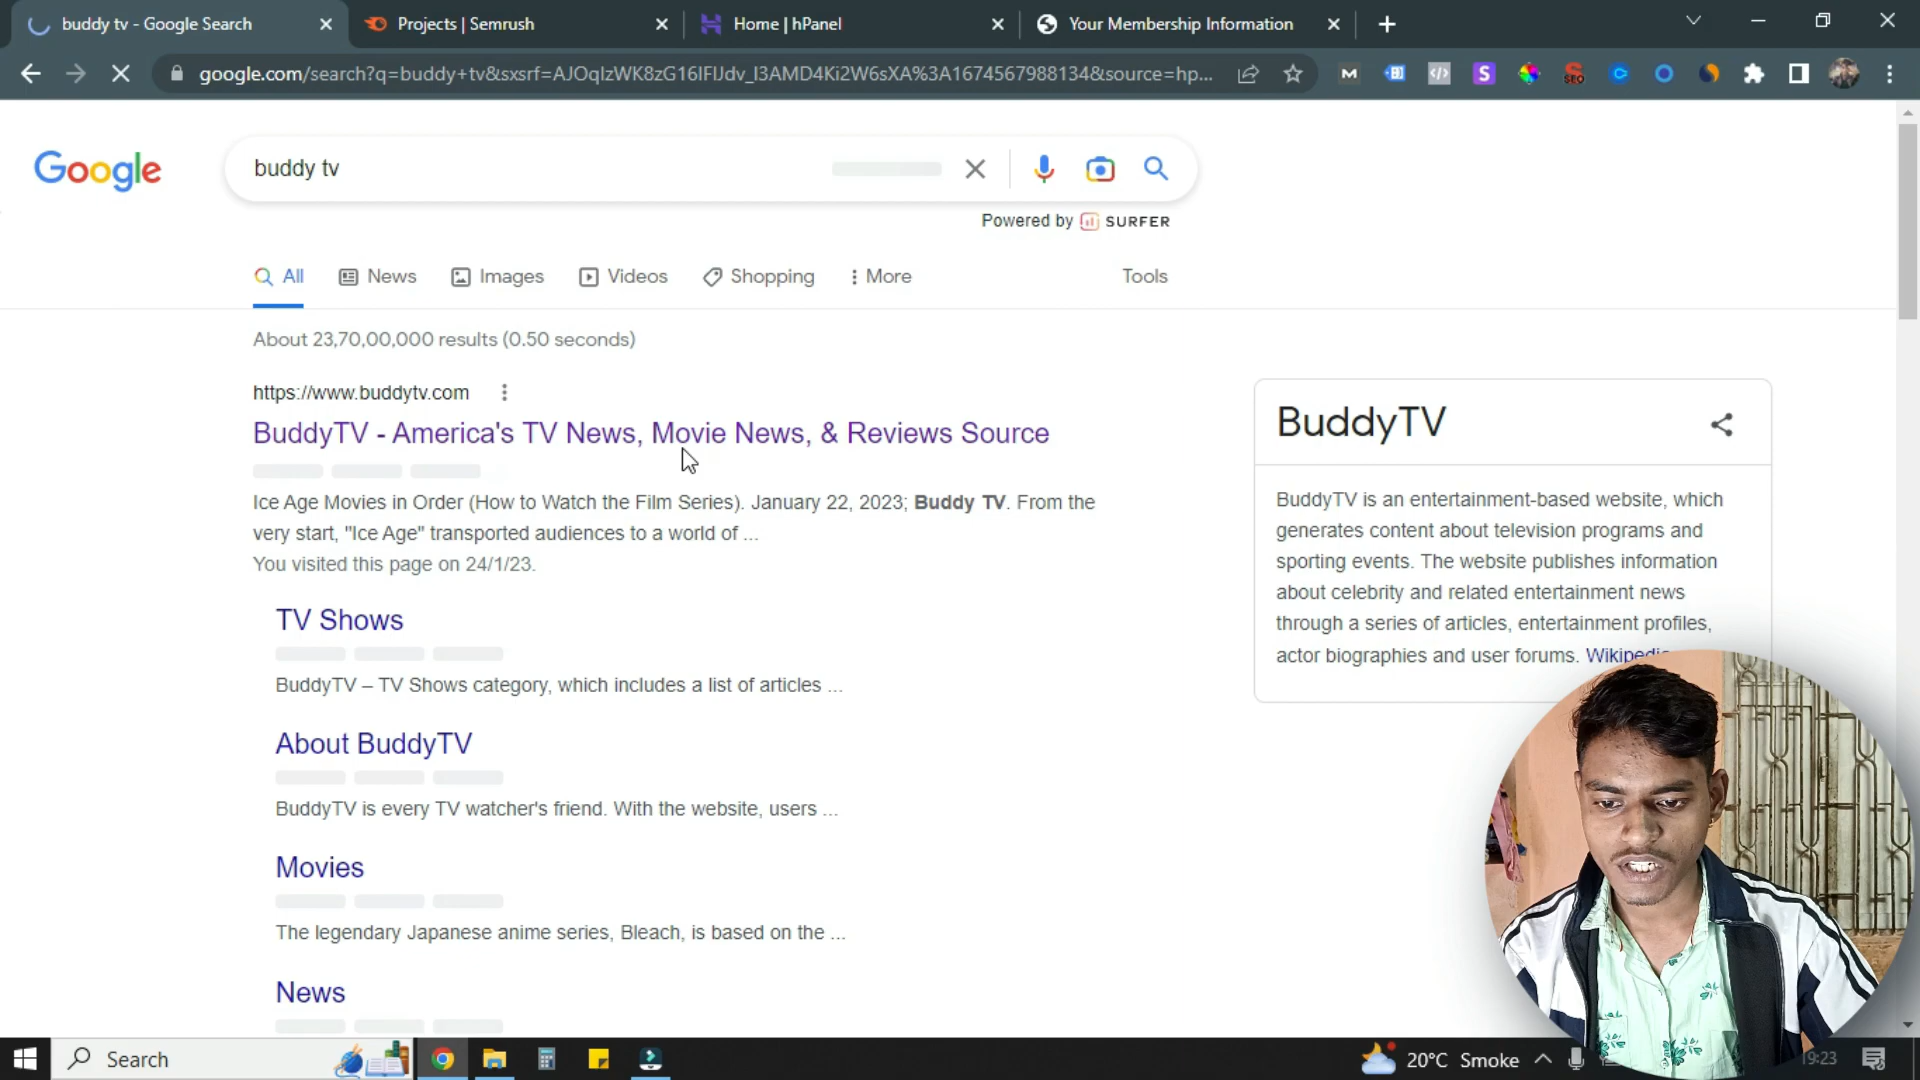 buddy tv - Google Search
Projects | Semrush
Home | hPanel
Your Membership Information
google.com/search?q=buddy+tv&sxsrf=AJOqlzWK8zG16IFIJdv_I3AMD4Ki2W6sXA%3A1674567988134&source=hp...
Google
buddy tv
Powered by SURFER
All
News
Images
Videos
Shopping
More
Tools
About 23,70,00,000 results (0.50 seconds)
https://www.buddytv.com
BuddyTV - America's TV News, Movie News, & Reviews Source
Ice Age Movies in Order (How to Watch the Film Series). January 22, 2023; Buddy TV. From the
very start, "Ice Age" transported audiences to a world of ...
You visited this page on 24/1/23.
TV Shows
BuddyTV – TV Shows category, which includes a list of articles ...
About BuddyTV
BuddyTV is every TV watcher's friend. With the website, users ...
Movies
The legendary Japanese anime series, Bleach, is based on the ...
News
BuddyTV
BuddyTV is an entertainment-based website, which
generates content about television programs and
sporting events. The website publishes information
about celebrity and related entertainment news
through a series of articles, entertainment profiles,
actor biographies and user forums. Wikipedia
Search
20°C Smoke
19:23